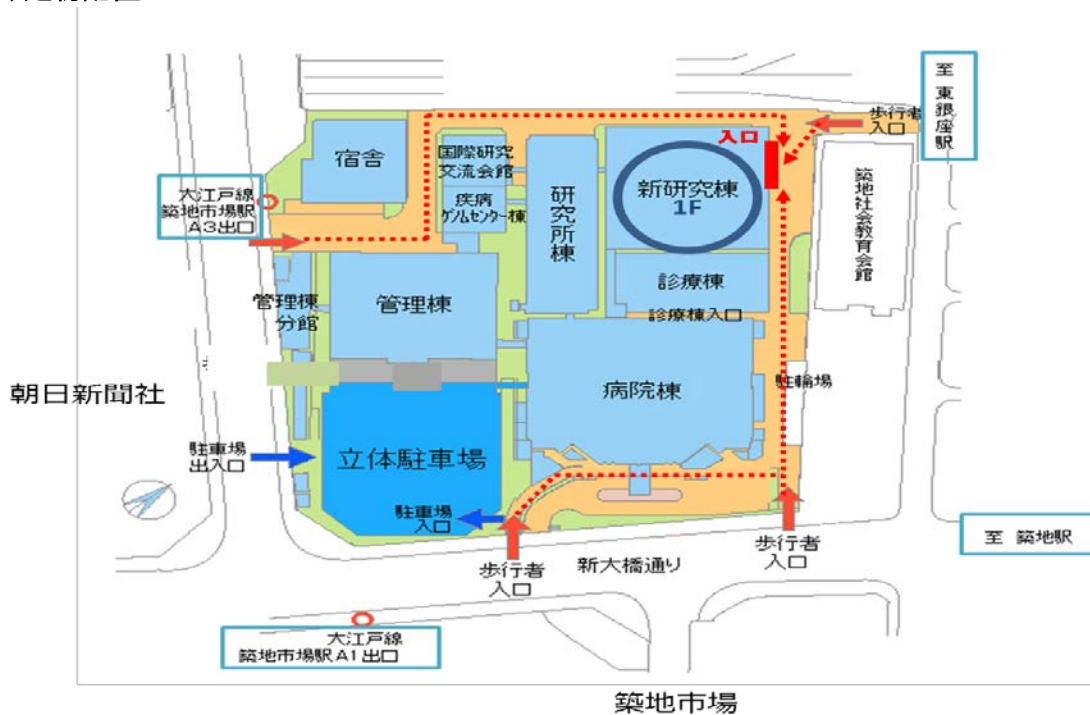 至
東
銀
座
駅
歩行者
入口
入口
宿舎
国際研究
交流会館
疾病
ゲノムセンター棟
研
究
所
棟
新研究棟
1F
築
地
社
会
教
育
会
館
大江戸線
築地市場駅
A3出口
診療棟
診療棟入口
管理棟
分館
管理棟
病院棟
駐輪場
朝日新聞社
駐車場
出入口
立体駐車場
駐車場
入口
歩行者
入口
新大橋通り
歩行者
入口
至 築地駅
大江戸線
築地市場駅A1出口
築地市場